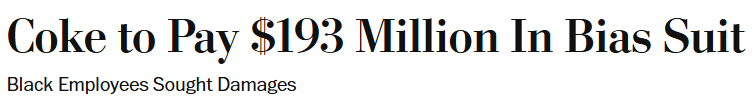 Coke to Pay $193 Million In Bias Suit
Black Employees Sought Damages